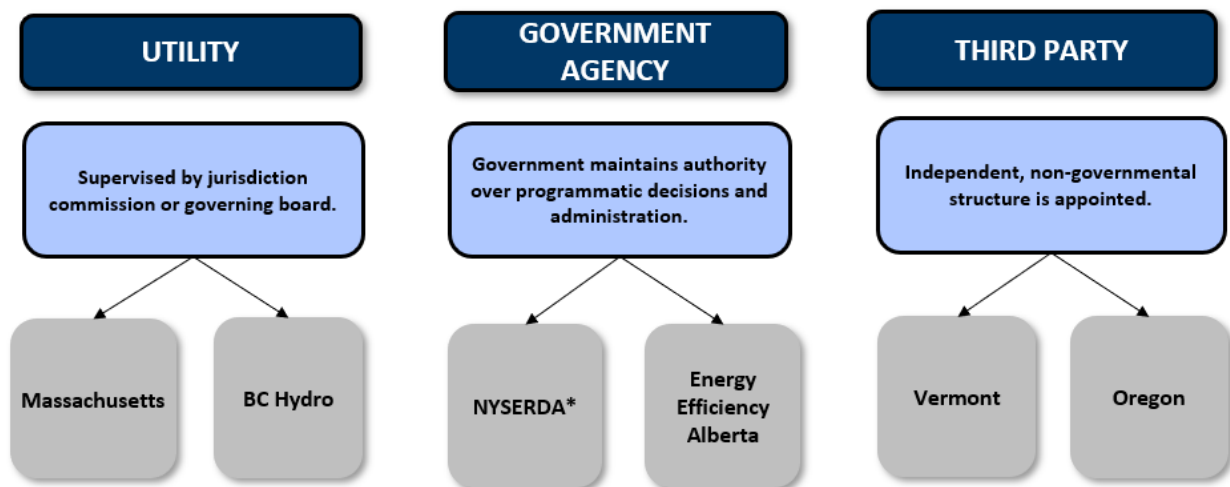 UTILITY
GOVERNMENT
AGENCY
THIRD PARTY
Supervised by jurisdiction
commission or governing board.
Government maintains authority
over programmatic decisions and
administration.
Independent, non-governmental
structure is appointed.
Massachusetts
BC Hydro
NYSERDA*
Energy
Efficiency
Alberta
Vermont
Oregon